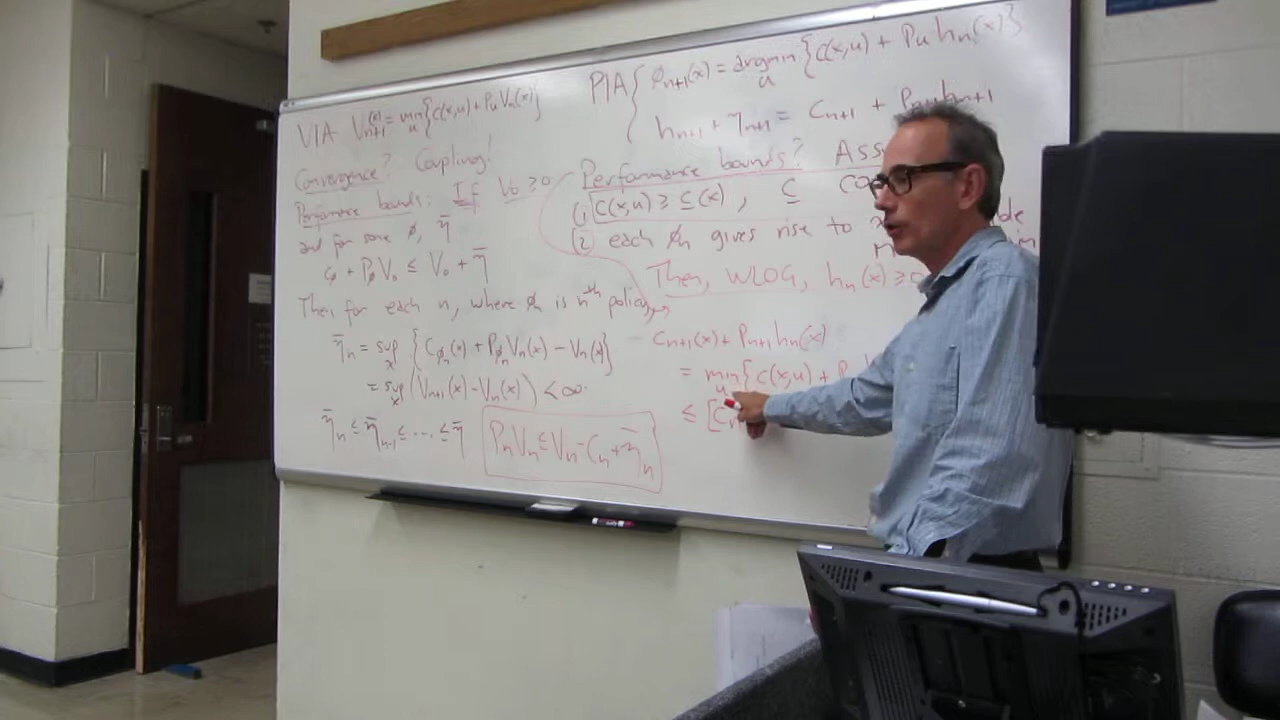 VIA V_{n+1}^{(x)} = min_u {c(x,u) + P_u V_n(x)}
Convergence? Coupling!
Performance bounds: If V_0 ≥ 0
and for some φ, η̄
c_φ + P_φ V_0 ≤ V_0 + η̄
Then for each n, where φ_n is n^{th} policy
η̄_n = sup_x {C_{φ_n}(x) + P_{φ_n} V_n(x) - V_n(x)}
= sup_x (V_{n+1}(x) - V_n(x)) < ∞
η̄_n ≤ η̄_{n-1} ≤ ... ≤ η̄
P_n V_n ≤ V_n - C_n + η̄_n
PIA { φ_{n+1}(x) = argmin_u {c(x,u) + P_u h_n(x)}
h_{n+1} + η_{n+1} = C_{n+1} + P_{n+1} h_{n+1}
Performance bounds? Ass
(1) c(x,u) ≥ c(x), c co
(2) each φ_n gives rise to
Then, WLOG, h_n(x) ≥ 0
C_{n+1}(x) + P_{n+1} h_n(x)
= min_u {c(x,u) + P
≤ [C_n